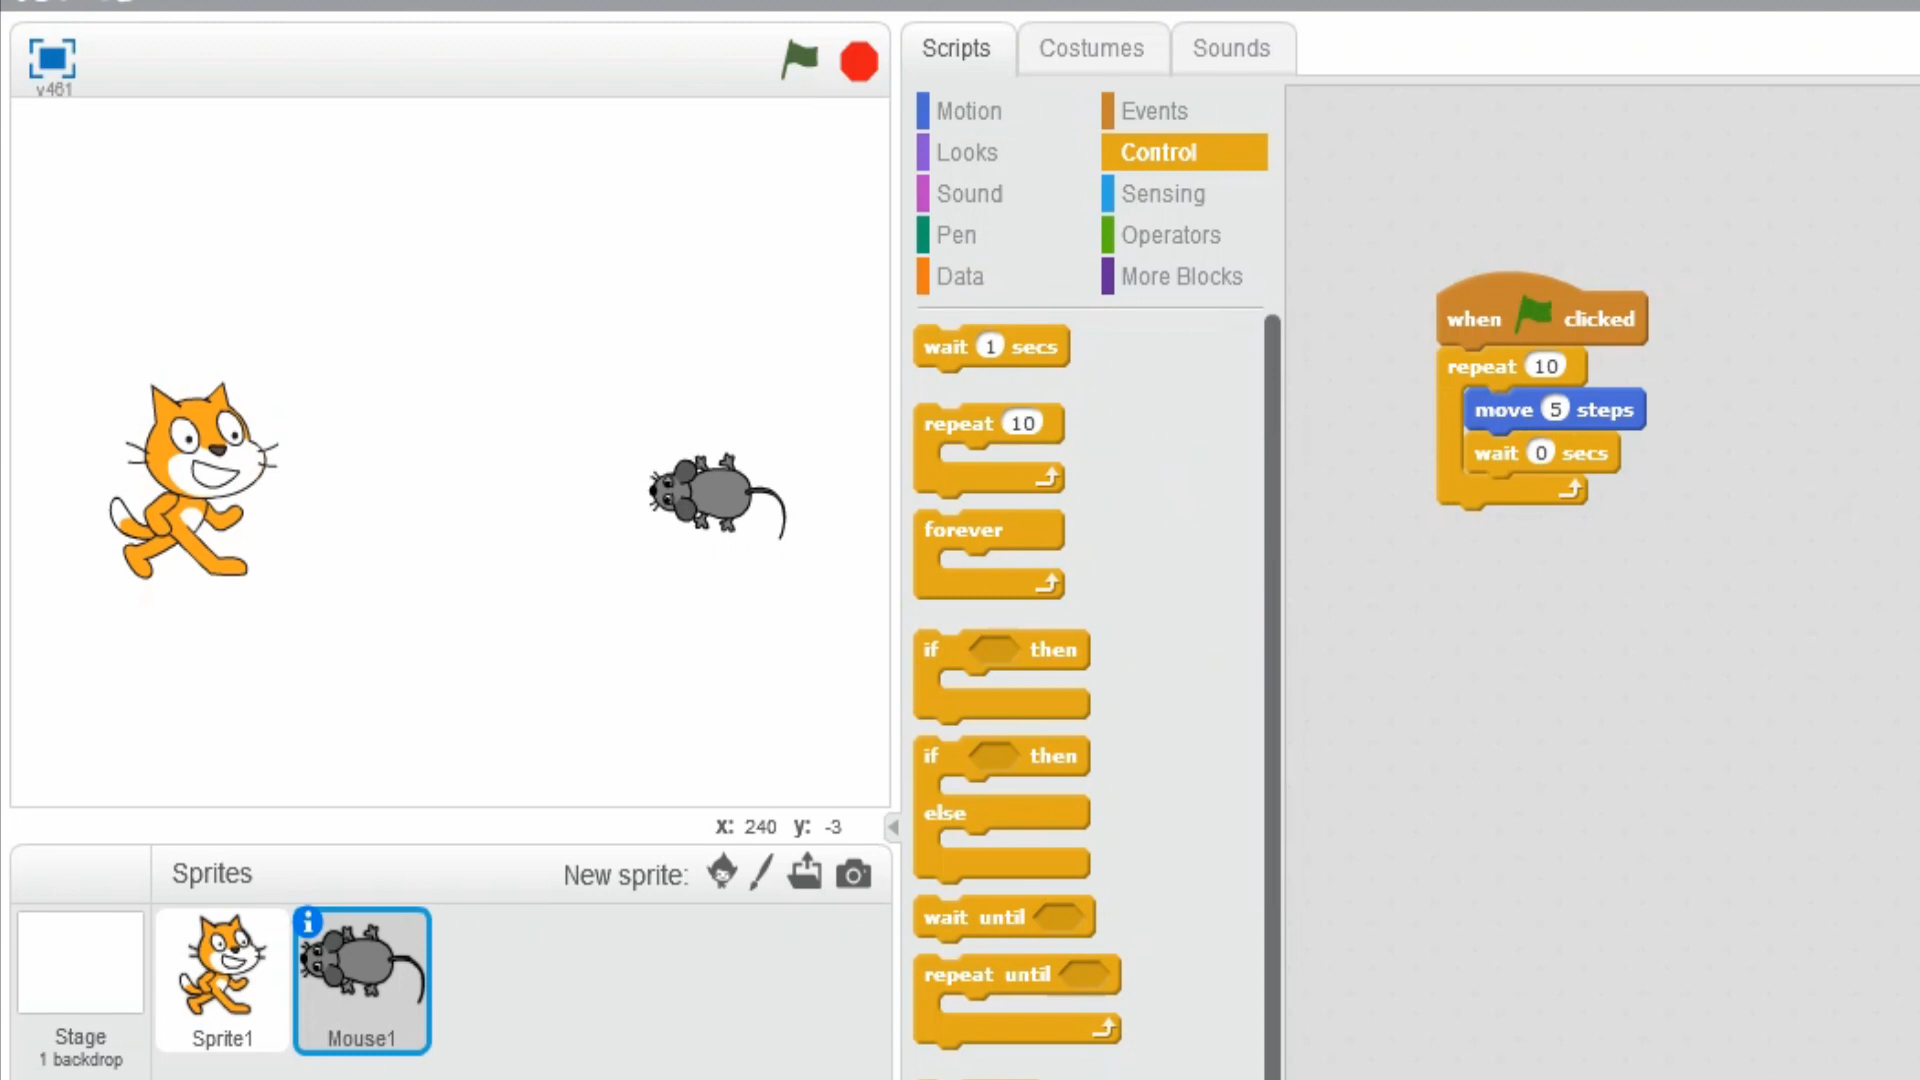 v461
Scripts
Costumes
Sounds
Motion
Events
Looks
Control
Sound
Sensing
Pen
Operators
Data
More Blocks
wait 1 secs
repeat 10
forever
if then
if then
else
wait until
repeat until
when clicked
repeat 10
move 5 steps
wait 0 secs
x: 240 y: -3
Sprites
New sprite:
Stage
1 backdrop
Sprite1
Mouse1